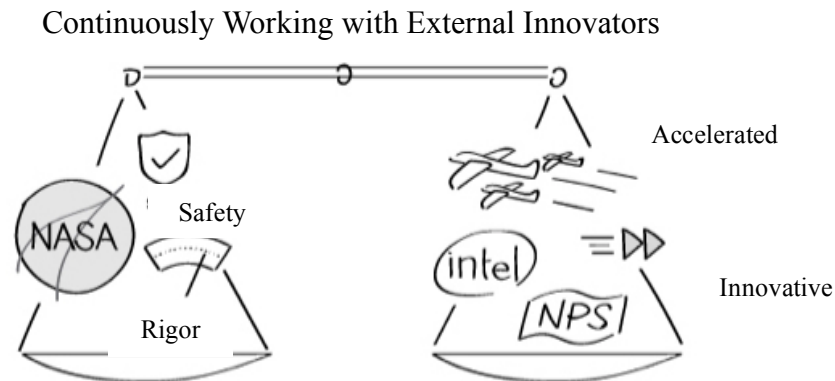 Continuously Working with External Innovators
Accelerated
Safety
NASA
intel
Innovative
NPS
Rigor